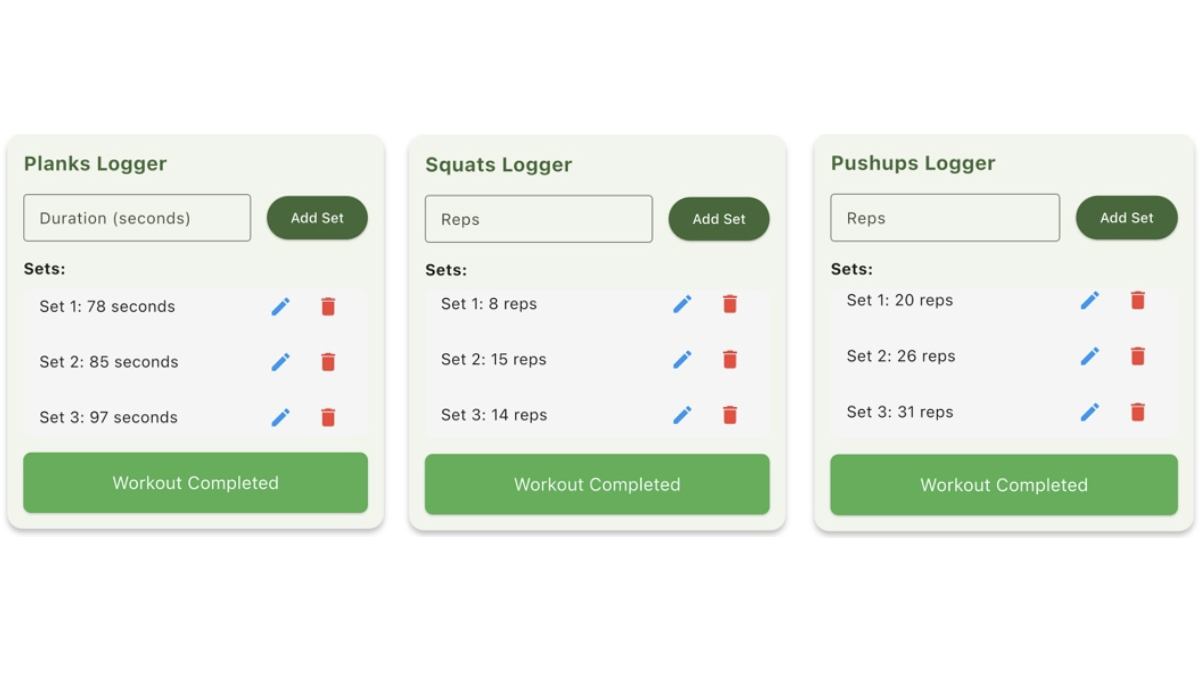 Planks Logger
Duration (seconds)
Add Set
Sets:
Set 1: 78 seconds
Set 2: 85 seconds
Set 3: 97 seconds
Workout Completed
Squats Logger
Reps
Add Set
Sets:
Set 1: 8 reps
Set 2: 15 reps
Set 3: 14 reps
Workout Completed
Pushups Logger
Reps
Add Set
Sets:
Set 1: 20 reps
Set 2: 26 reps
Set 3: 31 reps
Workout Completed